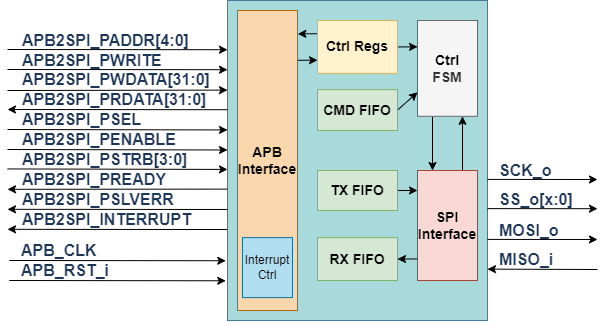 APB2SPI_PADDR[4:0]
APB2SPI_PWRITE
APB2SPI_PWDATA[31:0]
APB2SPI_PRDATA[31:0]
APB2SPI_PSEL
APB2SPI_PENABLE
APB2SPI_PSTRB[3:0]
APB2SPI_PREADY
APB2SPI_PSLVERR
APB2SPI_INTERRUPT
APB_CLK
APB_RST_i
APB
Interface
Interrupt
Ctrl
Ctrl Regs
CMD FIFO
TX FIFO
RX FIFO
Ctrl
FSM
SPI
Interface
SCK_o
SS_o[x:0]
MOSI_o
MISO_i